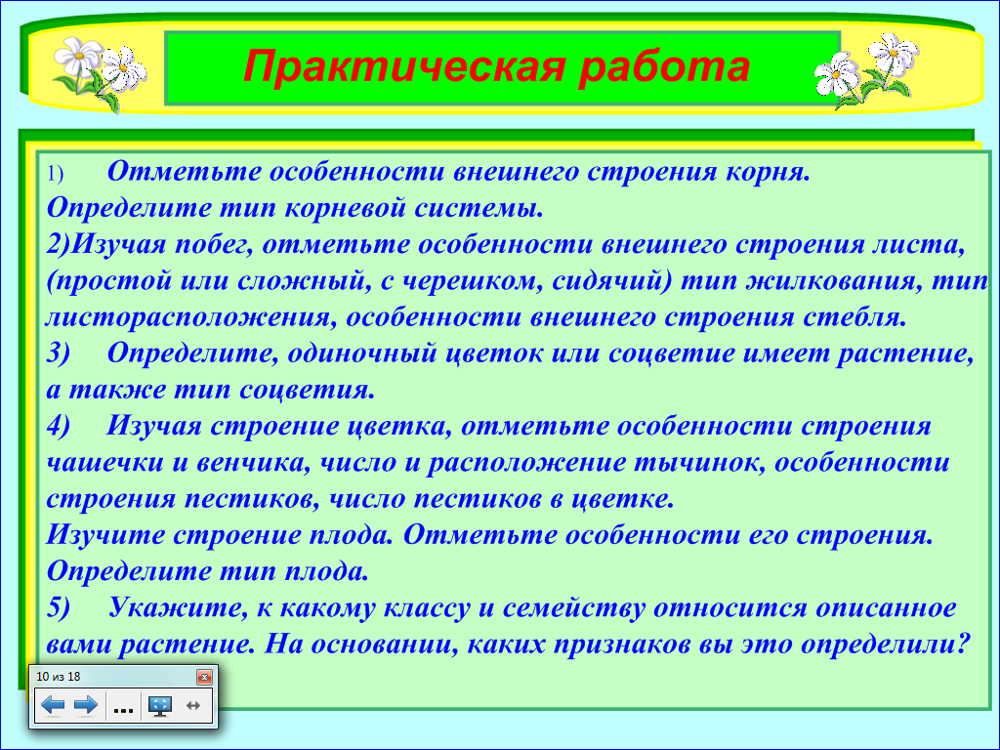 Практическая работа
1) Отметьте особенности внешнего строения корня.
Определите тип корневой системы.
2)Изучая побег, отметьте особенности внешнего строения листа,
(простой или сложный, с черешком, сидячий) тип жилкования, тип
листорасположения, особенности внешнего строения стебля.
3) Определите, одиночный цветок или соцветие имеет растение,
а также тип соцветия.
4) Изучая строение цветка, отметьте особенности строения
чашечки и венчика, число и расположение тычинок, особенности
строения пестиков, число пестиков в цветке.
Изучите строение плода. Отметьте особенности его строения.
Определите тип плода.
5) Укажите, к какому классу и семейству относится описанное
вами растение. На основании, каких признаков вы это определили?
10 из 18
...